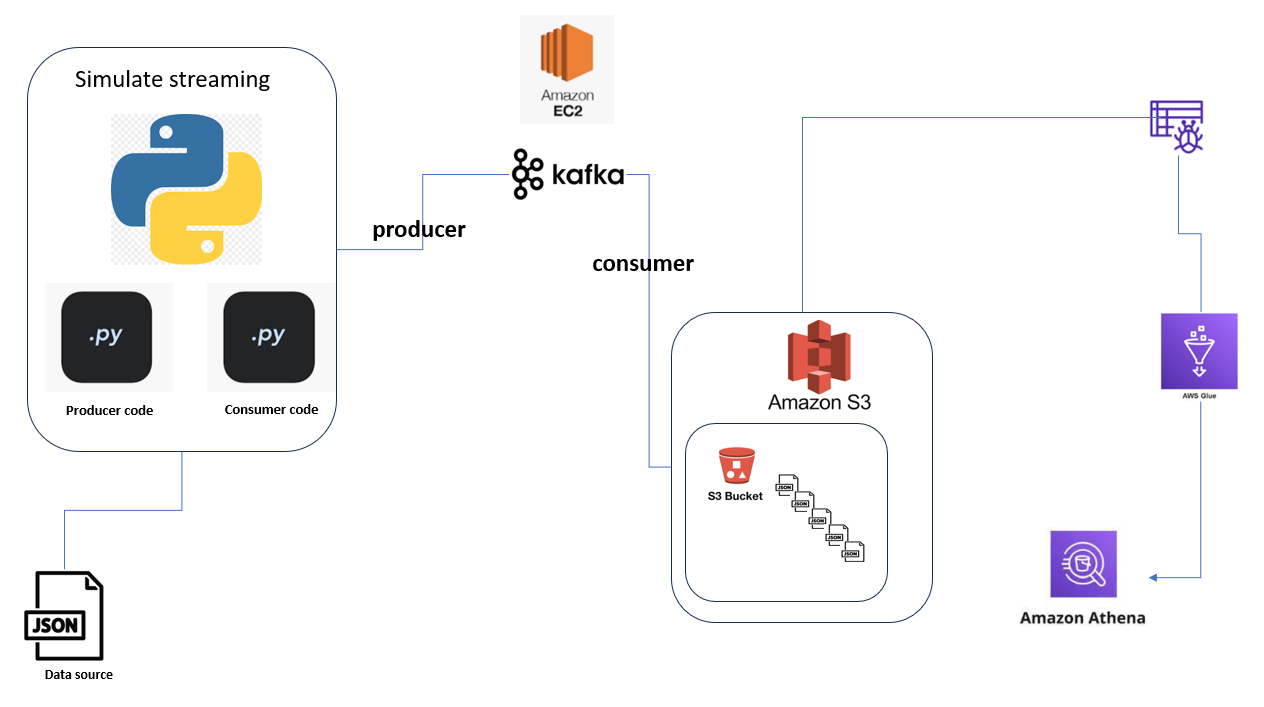 Simulate streaming
.py
.py
Producer code
Consumer code
JSON
Data source
producer
Amazon
EC2
kafka
consumer
Amazon S3
S3 Bucket
JSON
JSON
JSON
JSON
JSON
AWS Glue
Amazon Athena